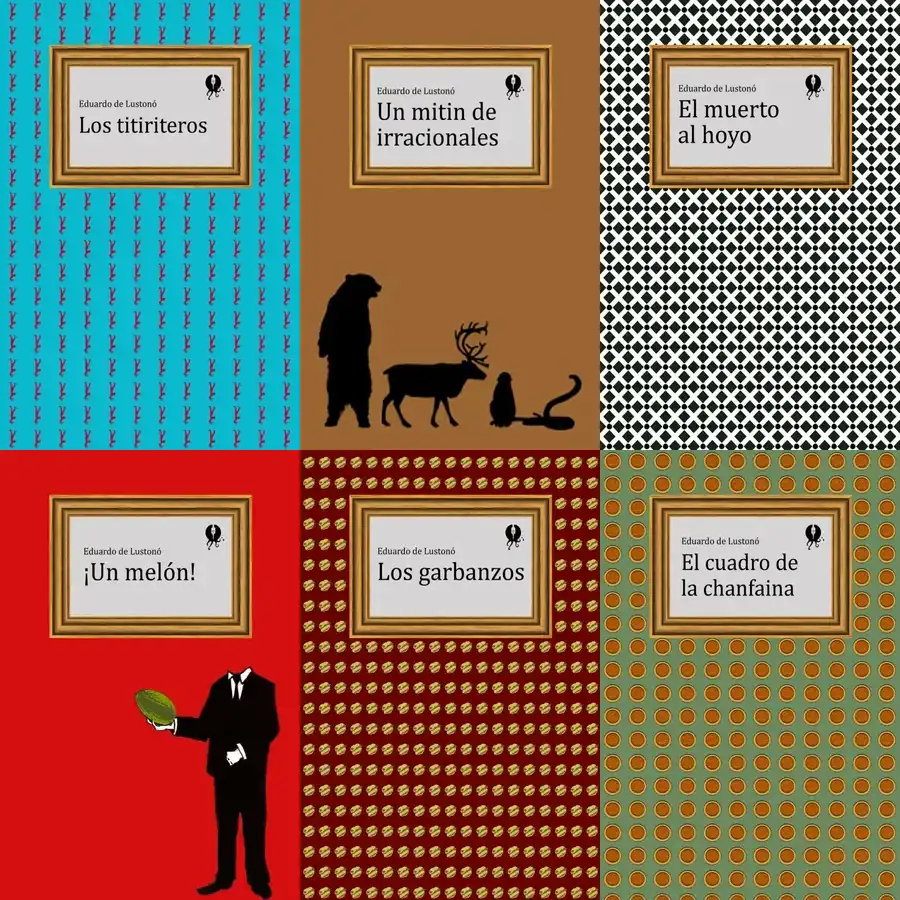 Eduardo de Lustonó
Los titiriteros
Eduardo de Lustonó
Un mitin de
irracionales
Eduardo de Lustonó
El muerto
al hoyo
Eduardo de Lustonó
¡Un melón!
Eduardo de Lustonó
Los garbanzos
Eduardo de Lustonó
El cuadro de
la chanfaina